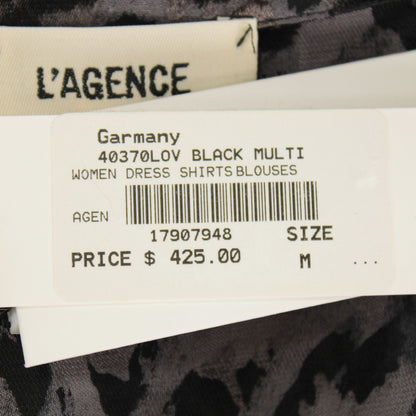 L'AGENCE
Garmany
40370LOV BLACK MULTI
WOMEN DRESS SHIRTS BLOUSES
AGEN
17907948 SIZE
PRICE $ 425.00 M ...